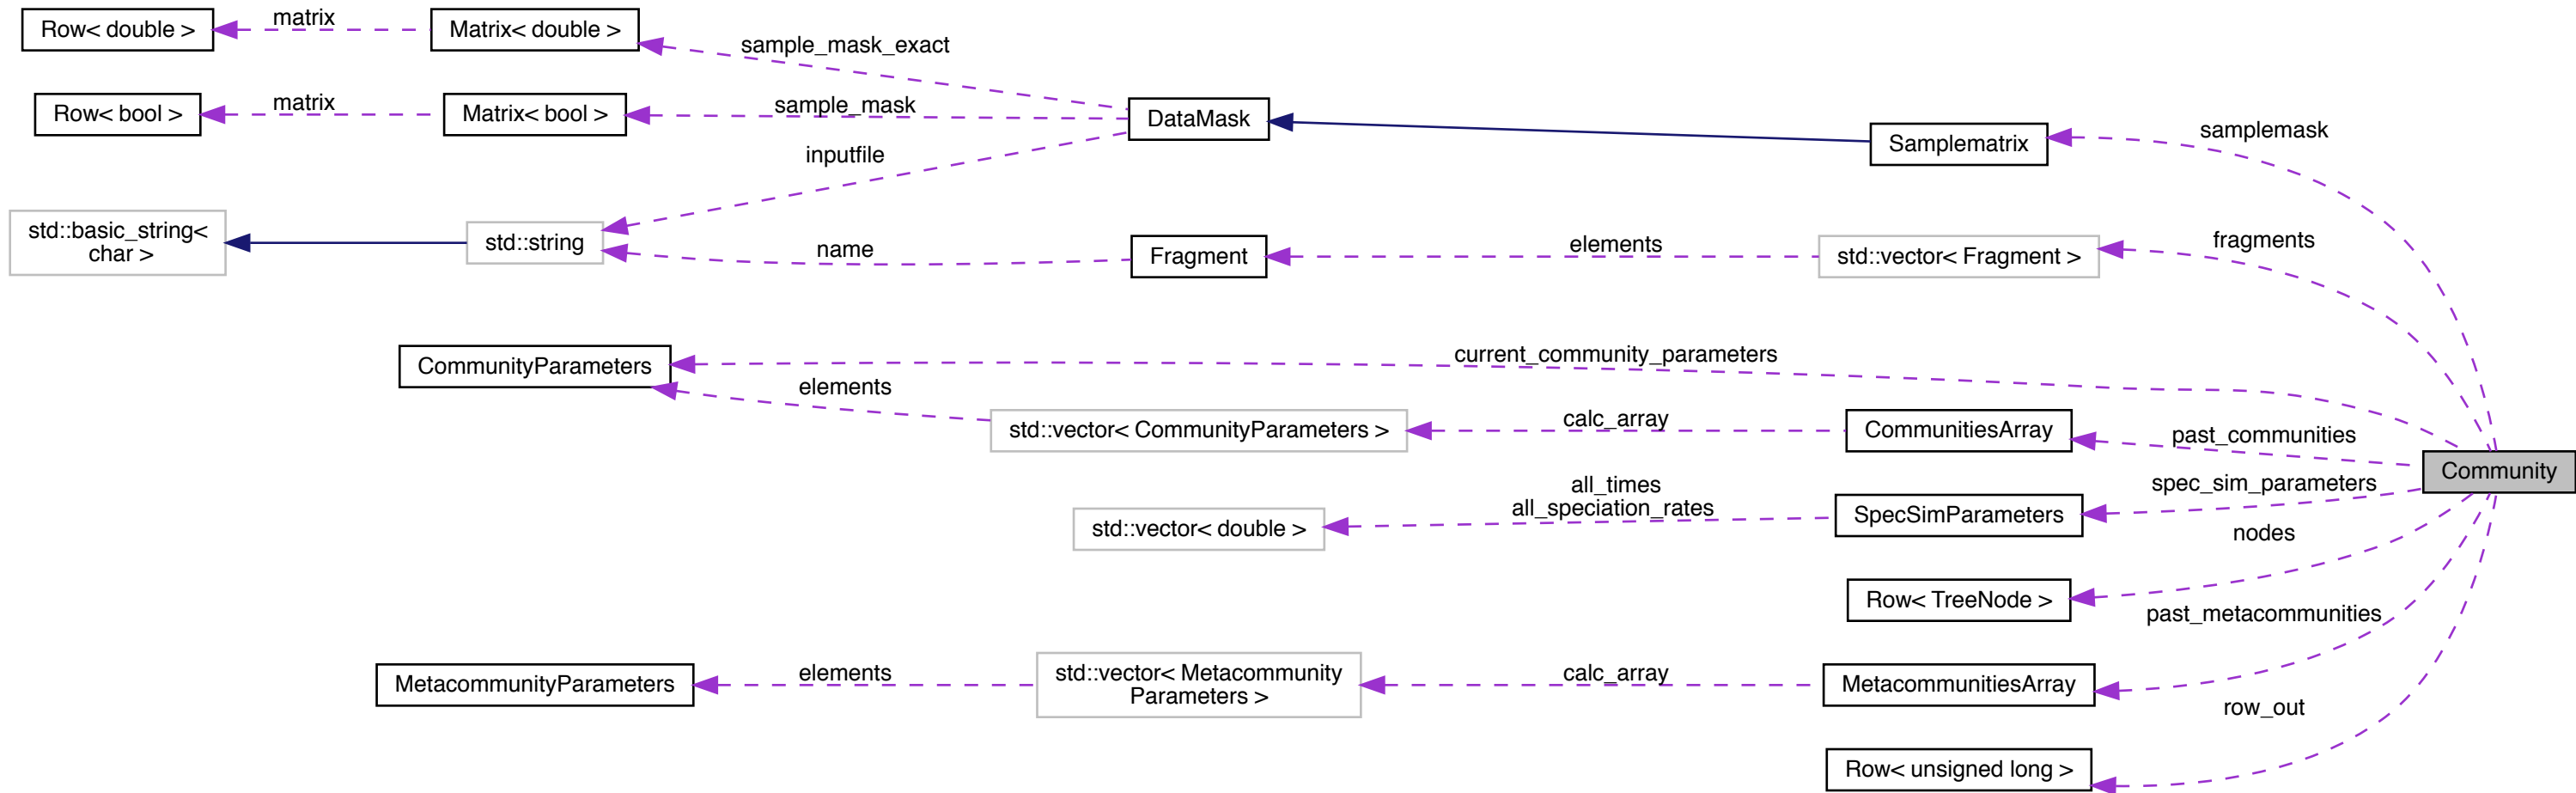 Row< double >
matrix
Matrix< double >
sample_mask_exact
Row< bool >
matrix
Matrix< bool >
sample_mask
DataMask
inputfile
Samplematrix
samplemask
std::basic_string<
char >
std::string
name
Fragment
elements
std::vector< Fragment >
fragments
CommunityParameters
current_community_parameters
elements
std::vector< CommunityParameters >
calc_array
CommunitiesArray
past_communities
Community
spec_sim_parameters
all_times
all_speciation_rates
std::vector< double >
SpecSimParameters
nodes
Row< TreeNode >
past_metacommunities
MetacommunityParameters
elements
std::vector< Metacommunity
Parameters >
calc_array
MetacommunitiesArray
row_out
Row< unsigned long >